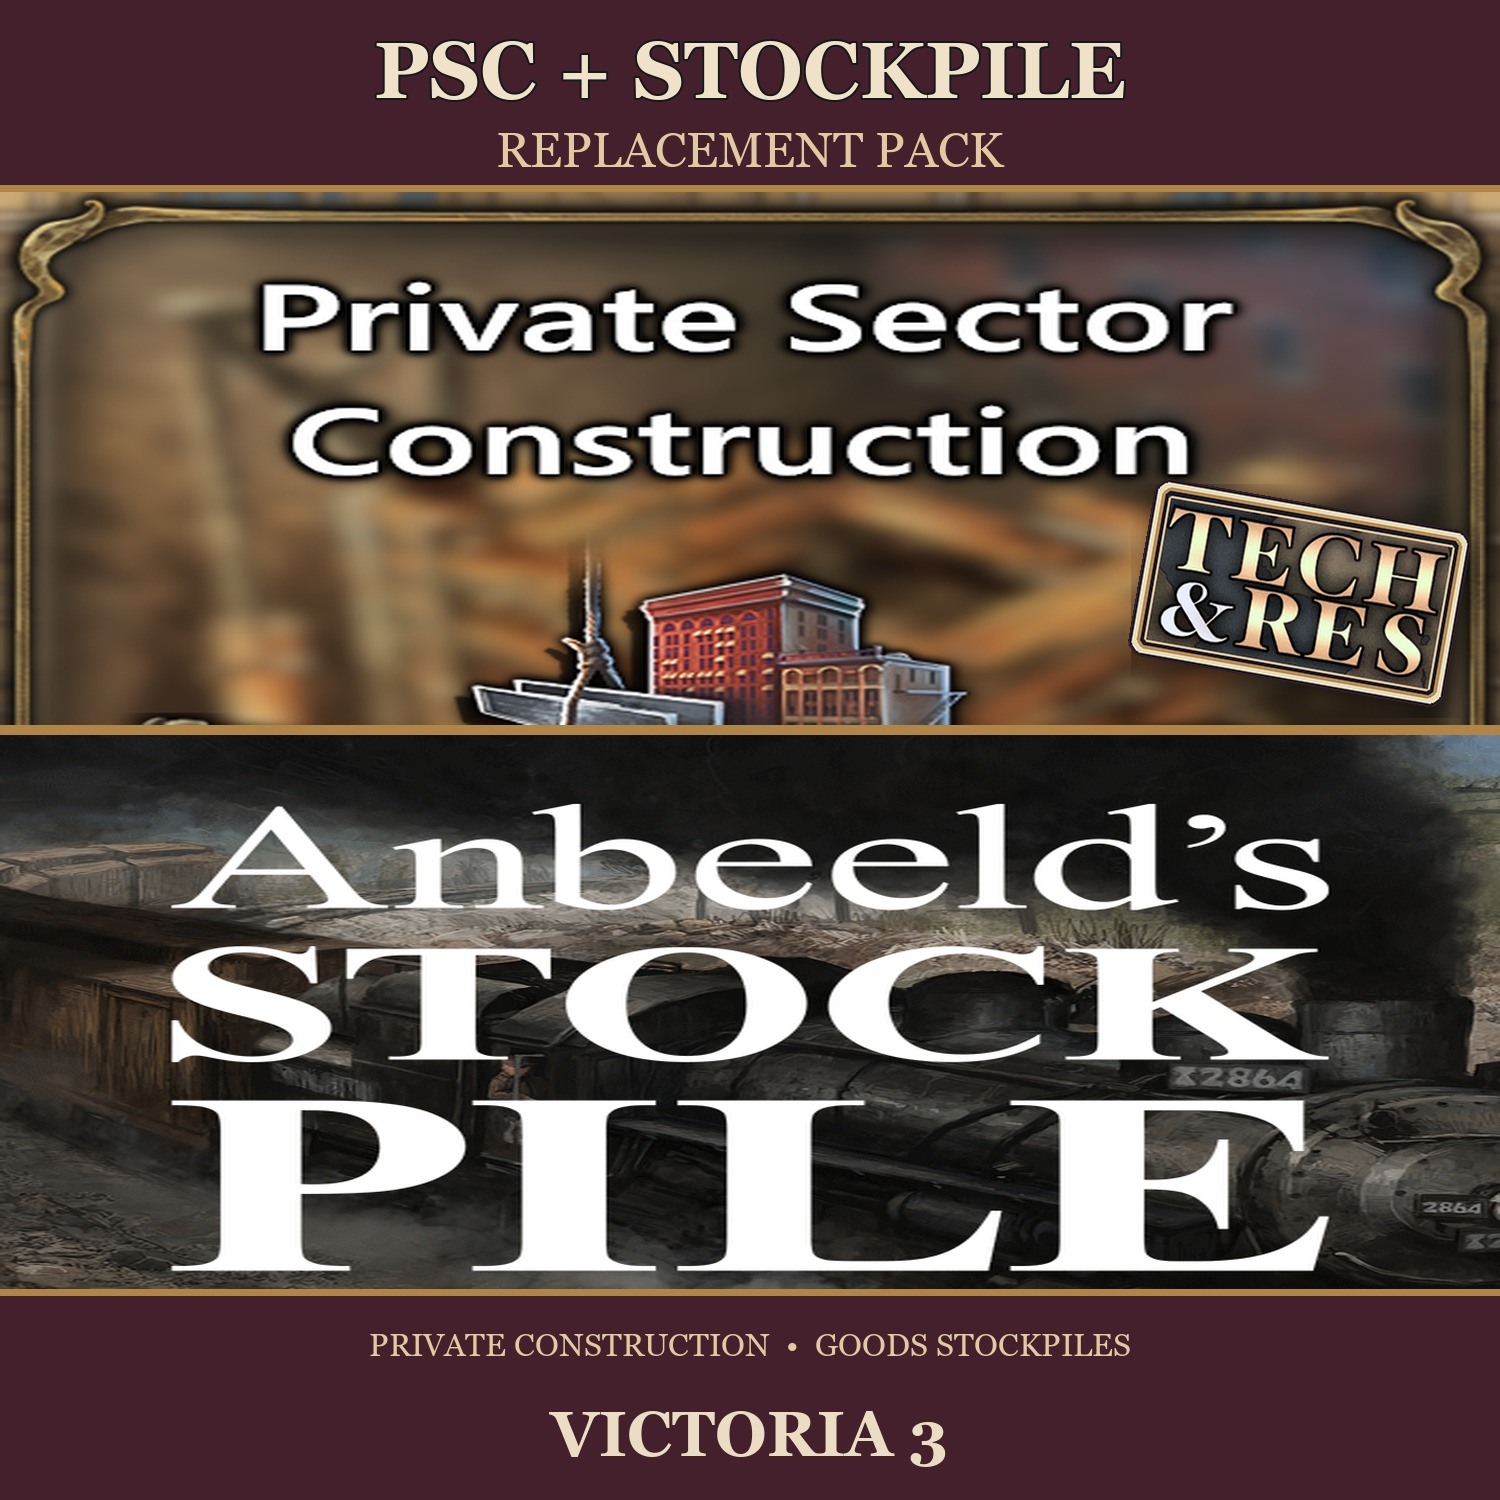 PSC + STOCKPILE
REPLACEMENT PACK
Private Sector
Construction
TECH
&RES
Anbeeld’s
STOCK
PILE
2864
PRIVATE CONSTRUCTION • GOODS STOCKPILES
VICTORIA 3